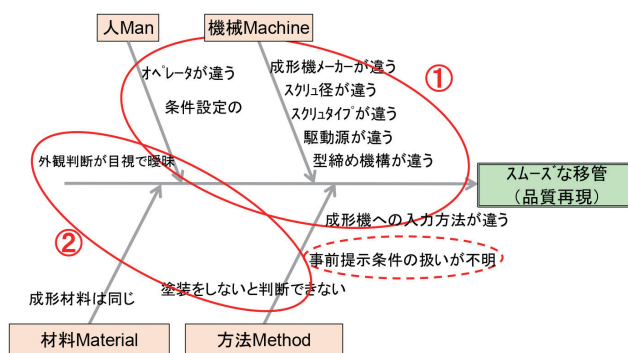 人Man
機械Machine
オペレータが違う
条件設定の
成形機メーカーが違う
スクリュ径が違う
スクリュタイプが違う
駆動源が違う
型締め機構が違う
①
外観判断が目視で曖昧
スムーズな移管
(品質再現)
②
成形機への入力方法が違う
事前提示条件の扱いが不明
塗装をしないと判断できない
成形材料は同じ
材料Material
方法Method